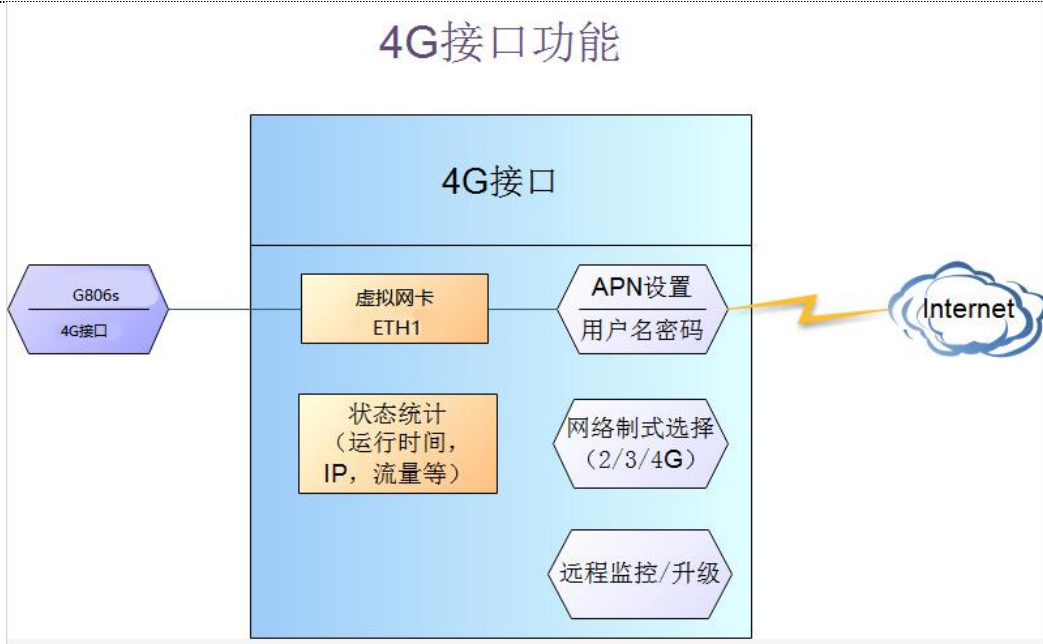 4G接口功能
4G接口
G806s
4G接口
虚拟网卡
ETH1
APN设置
用户名密码
Internet
状态统计
（运行时间，
IP，流量等）
网络制式选择
（2/3/4G）
远程监控/升级